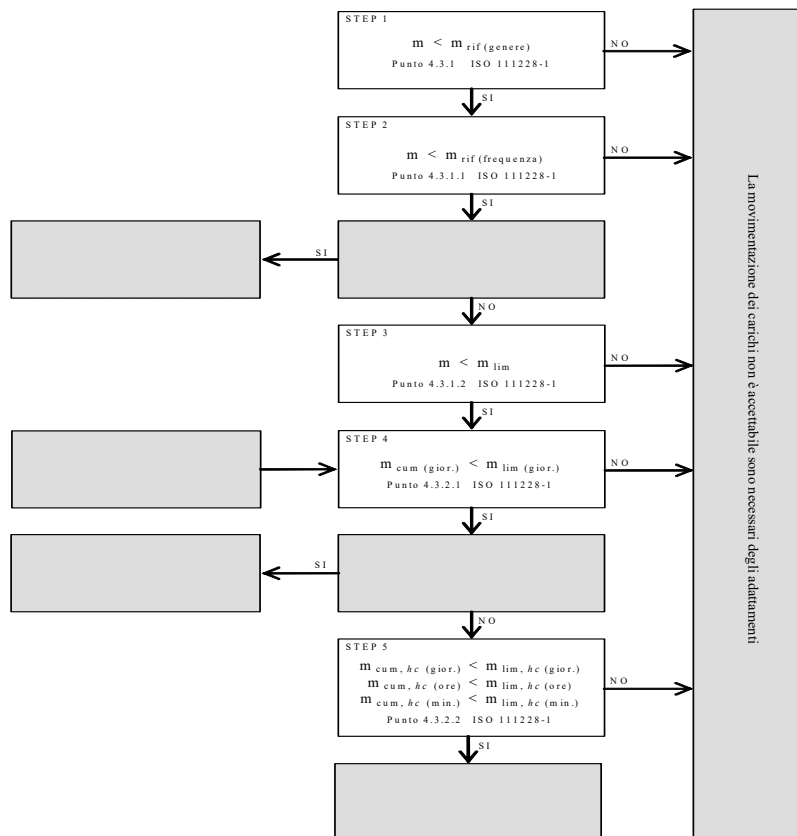 STEP 1
m < m rif (genere)
Punto 4.3.1 ISO 111228-1
NO
SI
STEP 2
m < m rif (frequenza)
Punto 4.3.1.1 ISO 111228-1
NO
SI
SI
NO
STEP 3
m < m lim
Punto 4.3.1.2 ISO 111228-1
NO
SI
STEP 4
m cum (gior.) < m lim (gior.)
Punto 4.3.2.1 ISO 111228-1
NO
SI
SI
NO
STEP 5
m cum, hc (gior.) < m lim, hc (gior.)
m cum, hc (ore) < m lim, hc (ore)
m cum, hc (min.) < m lim, hc (min.)
Punto 4.3.2.2 ISO 111228-1
NO
SI
La movimentazione dei carichi non è accettabile sono necessari degli adattamenti